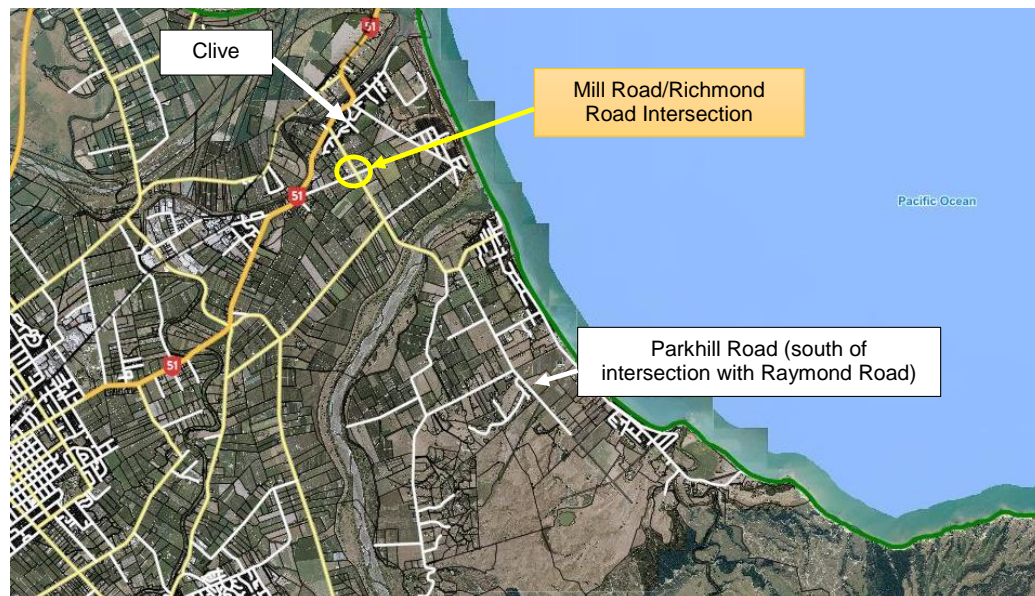 51
Clive
Mill Road/Richmond
Road Intersection
51
Pacific Ocean
Parkhill Road (south of
intersection with Raymond Road)
51